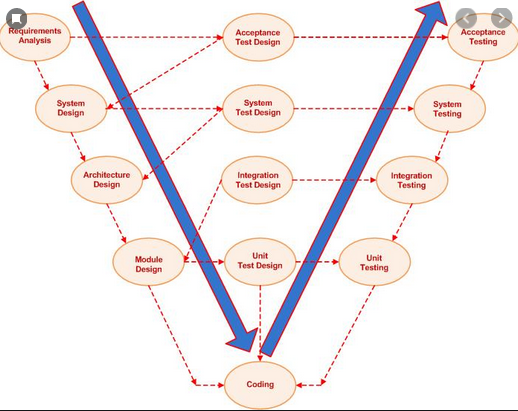 Requirements
Analysis
Acceptance
Test Design
Acceptance
Testing
System
Design
System
Test Design
System
Testing
Architecture
Design
Integration
Test Design
Integration
Testing
Module
Design
Unit
Test Design
Unit
Testing
Coding